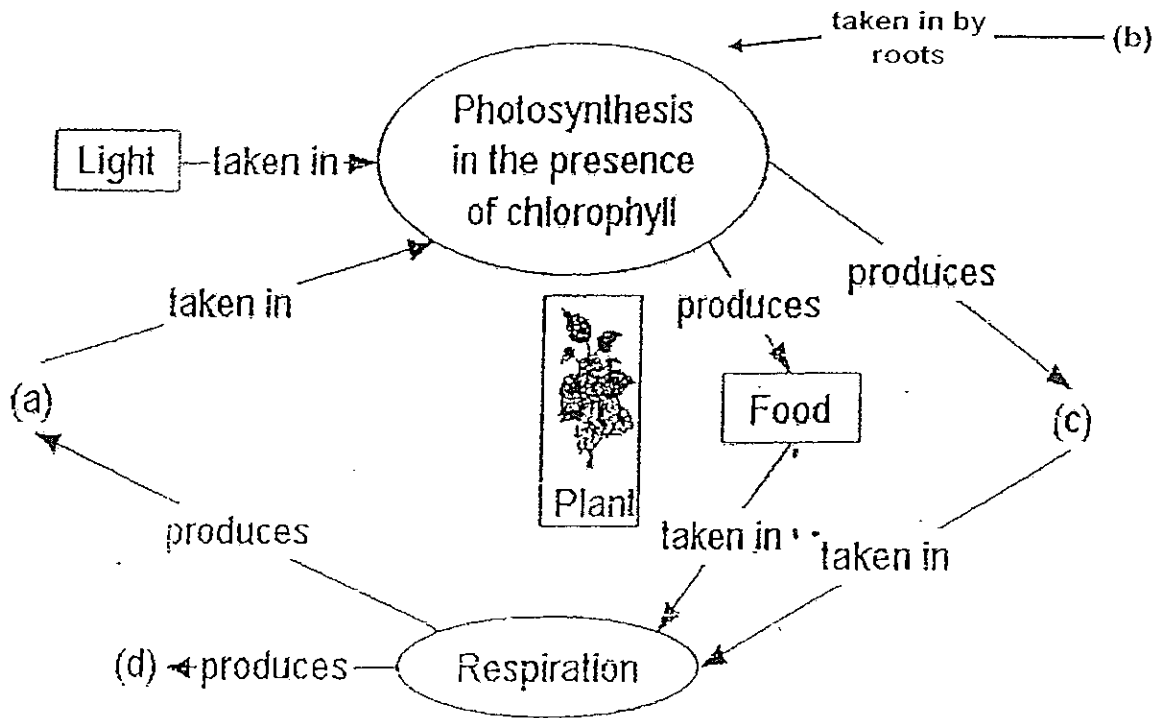 taken in by
roots
(b)
Photosynthesis
in the presence
of chlorophyll
Light
taken in
taken in
produces
produces
(a)
Food
(c)
Plant
produces
taken in
taken in
(d)
produces
Respiration